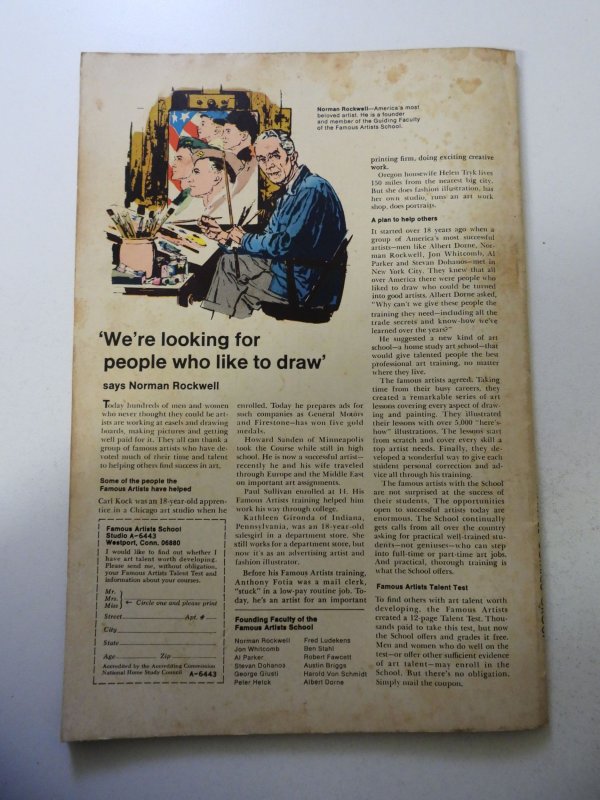 Norman Rockwell—America's most
beloved artist. He is a founder
and member of the Guiding Faculty
of the Famous Artists School.
'We're looking for
people who like to draw'
says Norman Rockwell
Today hundreds of men and women
who never thought they could be art-
ists are working at easels and drawing
boards, making pictures and getting
well paid for it. They all can thank a
group of famous artists who have de-
voted much of their time and talent
to helping others find success in art.
Some of the people the
Famous Artists have helped
Carl Kock was an 18-year-old appren-
tice in a Chicago art studio when he
enrolled. Today he prepares ads for
such companies as General Motors
and Firestone—has won five gold
medals.
Howard Sanden of Minneapolis
took the Course while still in high
school. He is now a successful artist—
recently he and his wife traveled
through Europe and the Middle East
on important art assignments.
Paul Sullivan enrolled at 14. His
Famous Artists training helped him
work his way through college.
Kathleen Gironda of Indiana,
Pennsylvania, was an 18-year-old
salesgirl in a department store. She
still works for a department store, but
now it's as an advertising artist and
fashion illustrator.
Before his Famous Artists training,
Anthony Fotia was a mail clerk,
"stuck" in a low-pay routine job. To-
day, he's an artist for an important
printing firm, doing exciting creative
work.
Oregon housewife Helen Tryk lives
150 miles from the nearest big city.
But she does fashion illustration, has
her own studio, runs an art work
shop, does portraits.
A plan to help others
It started over 18 years ago when a
group of America's most successful
artists—men like Albert Dorne, Nor-
man Rockwell, Jon Whitcomb, Al
Parker and Stevan Dohanos—met in
New York City. They knew that all
over America there were people who
liked to draw who could be turned
into good artists. Albert Dorne asked,
"Why can't we give these people the
training they need—including all the
trade secrets and know-how we've
learned over the years?"
He suggested a new kind of art
school—a home study art school—that
would give talented people the best
professional art training, no matter
where they live.
The famous artists agreed. Taking
time from their busy careers, they
created a remarkable series of art
lessons covering every aspect of draw-
ing and painting. They illustrated
their lessons with over 5,000 "here's-
how" illustrations. The lessons start
from scratch and cover every skill a
top artist needs. Finally, they de-
veloped a wonderful way to give each
student personal correction and ad-
vice all through his training.
The famous artists with the School
are not surprised at the success of
their students. The opportunities
open to successful artists today are
enormous. The School continually
gets calls from all over the country
asking for practical well-trained stu-
dents—not geniuses—who can step
into full-time or part-time art jobs.
And practical, thorough training is
what the School offers.
Famous Artists Talent Test
To find others with art talent worth
developing, the Famous Artists
created a 12-page Talent Test. Thou-
sands paid to take this test, but now
the School offers and grades it free.
Men and women who do well on the
test—or offer other sufficient evidence
of art talent—may enroll in the
School. But there's no obligation.
Simply mail the coupon.
Famous Artists School
Studio A-6443
Westport, Conn. 06880
I would like to find out whether I
have art talent worth developing.
Please send me, without obligation,
your Famous Artists Talent Test and
information about your courses.
Mr.
Mrs.
Miss ← Circle one and please print
Street Apt. #
City
State
Age Zip
Accredited by the Accrediting Commission
National Home Study Council A-6443
Founding Faculty of the
Famous Artists School
Norman Rockwell
Jon Whitcomb
Al Parker
Stevan Dohanos
George Giusti
Peter Helck
Fred Ludekens
Ben Stahl
Robert Fawcett
Austin Briggs
Harold Von Schmidt
Albert Dorne